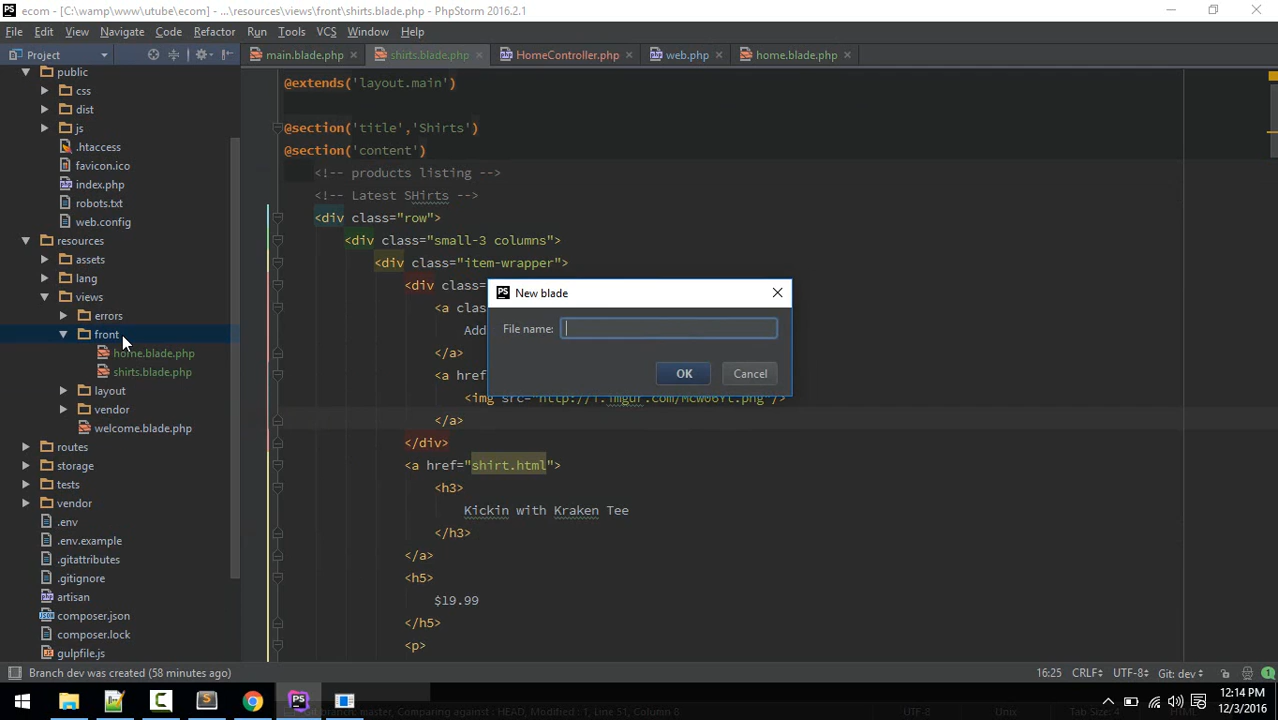 ecom - [C:\wamp\www\utube\ecom] - ...\resources\views\front\shirts.blade.php - PhpStorm 2016.2.1
File Edit View Navigate Code Refactor Run Tools VCS Window Help
Project main.blade.php shirts.blade.php HomeController.php web.php home.blade.php
public
css
dist
js
.htaccess
favicon.ico
index.php
robots.txt
web.config
resources
assets
lang
views
errors
front
home.blade.php
shirts.blade.php
layout
vendor
welcome.blade.php
routes
storage
tests
vendor
.env
.env.example
.gitattributes
.gitignore
artisan
composer.json
composer.lock
gulpfile.js
@extends('layout.main')
@section('title','Shirts')
@section('content')
<!-- products listing -->
<!-- Latest SHirts -->
<div class="row">
<div class="small-3 columns">
<div class="item-wrapper">
<div class=
<a clas
Add
</a>
<a href
<img src="http://i.imgur.com/Mcw06Yt.png"/>
</a>
</div>
<a href="shirt.html">
<h3>
Kickin with Kraken Tee
</h3>
</a>
<h5>
$19.99
</h5>
<p>
New blade
File name:
OK Cancel
Branch dev was created (58 minutes ago) 16:25 CRLF UTF-8 Git: dev 1
12:14 PM
12/3/2016